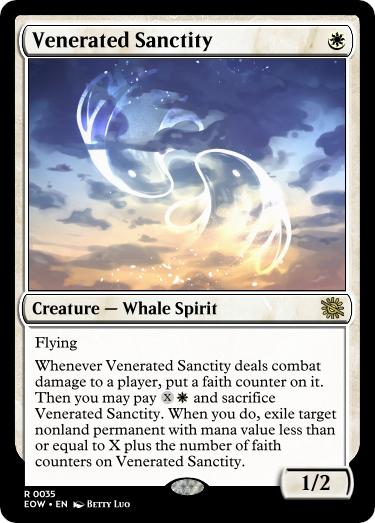 Venerated Sanctity
Creature — Whale Spirit
Flying
Whenever Venerated Sanctity deals combat
damage to a player, put a faith counter on it.
Then you may pay X and sacrifice
Venerated Sanctity. When you do, exile target
nonland permanent with mana value less than
or equal to X plus the number of faith
counters on Venerated Sanctity.
1/2
R 0035
EOW • EN Betty Luo